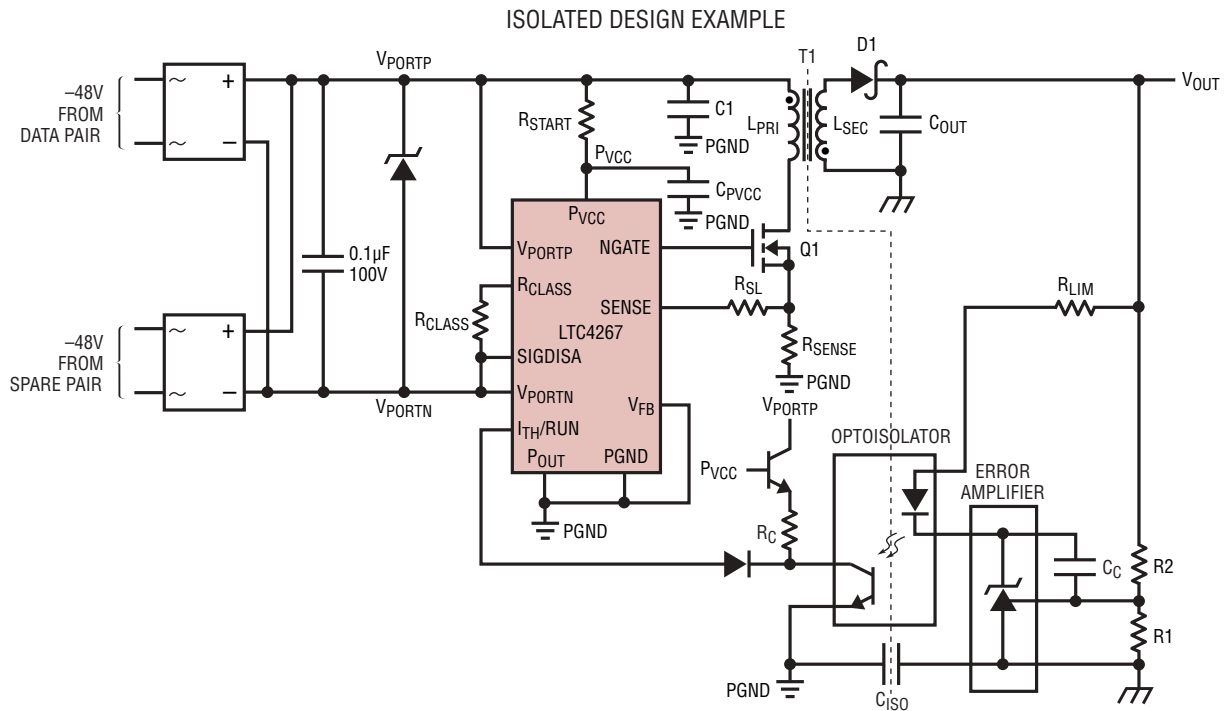 ISOLATED DESIGN EXAMPLE
–48V
FROM
DATA PAIR
~
~
+
–
VPORTP
RSTART
PVCC
C1
PGND
CPVCC
PGND
T1
LPRI
LSEC
D1
COUT
VOUT
0.1µF
100V
–48V
FROM
SPARE PAIR
~
~
+
–
VPORTN
RCLASS
PVCC
VPORTP
NGATE
RCLASS
SENSE
LTC4267
SIGDISA
VPORTN
VFB
ITH/RUN
POUT
PGND
PGND
Q1
RSL
RSENSE
PGND
VPORTP
PVCC
RC
OPTOISOLATOR
ERROR
AMPLIFIER
RLIM
CC
R2
R1
PGND
CISO